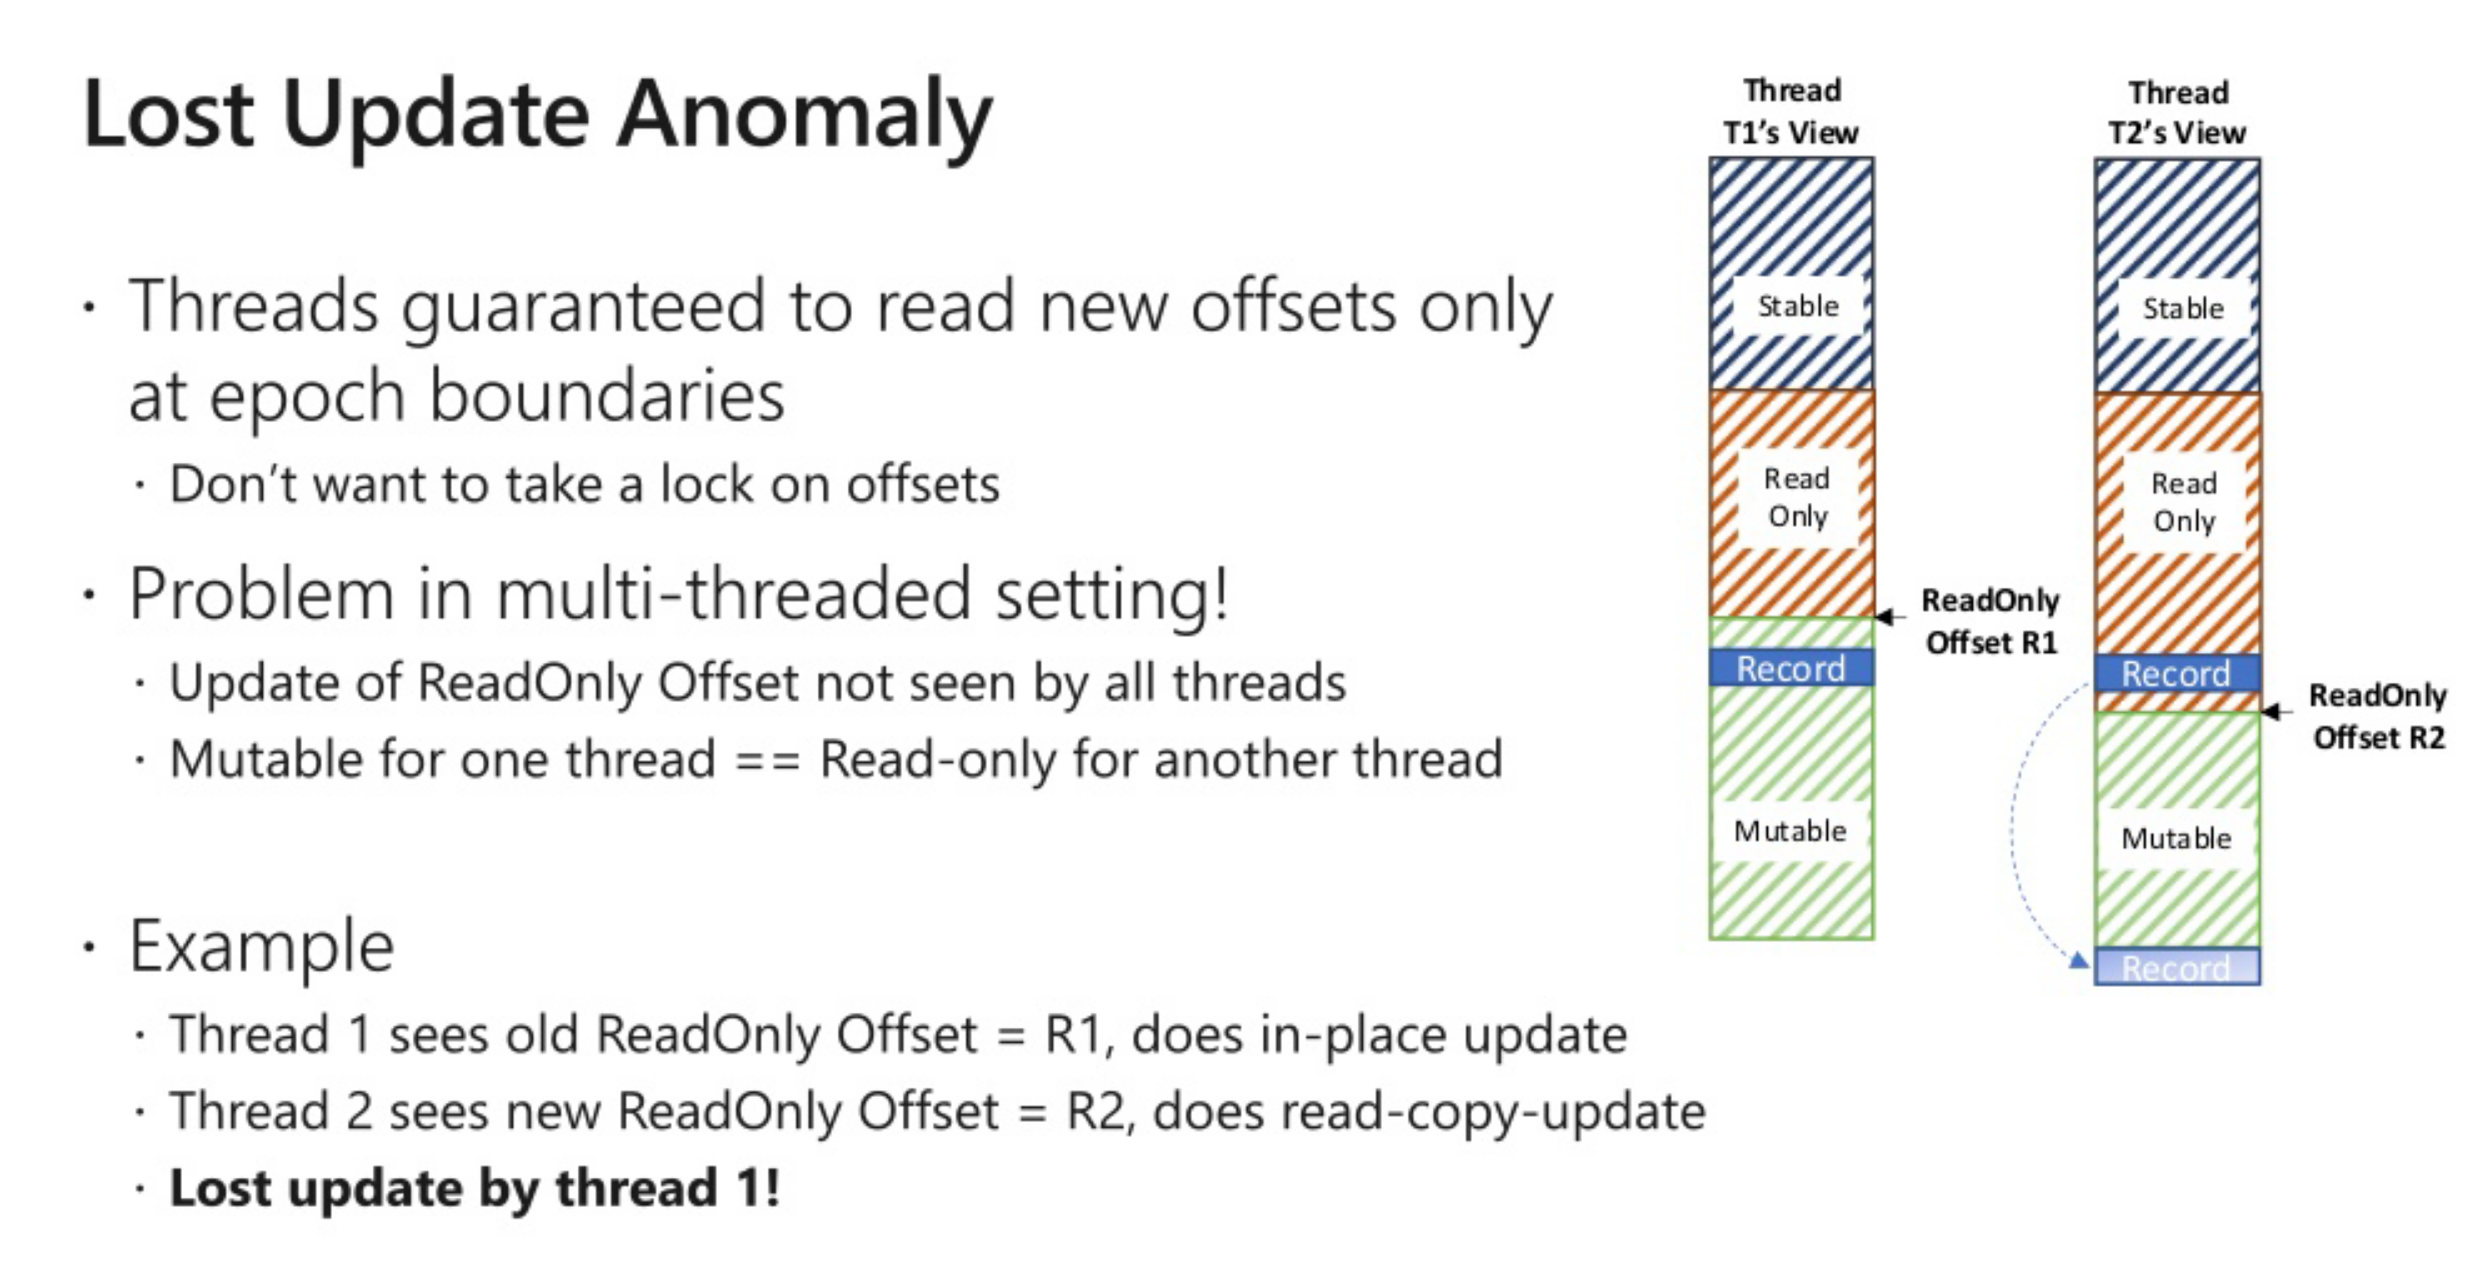 Lost Update Anomaly
· Threads guaranteed to read new offsets only
at epoch boundaries
· Don’t want to take a lock on offsets
· Problem in multi-threaded setting!
· Update of ReadOnly Offset not seen by all threads
· Mutable for one thread == Read-only for another thread
· Example
· Thread 1 sees old ReadOnly Offset = R1, does in-place update
· Thread 2 sees new ReadOnly Offset = R2, does read-copy-update
· Lost update by thread 1!
Thread
T1’s View
Stable
Read
Only
ReadOnly
Offset R1
Record
Mutable
Thread
T2’s View
Stable
Read
Only
Record
ReadOnly
Offset R2
Mutable
Record